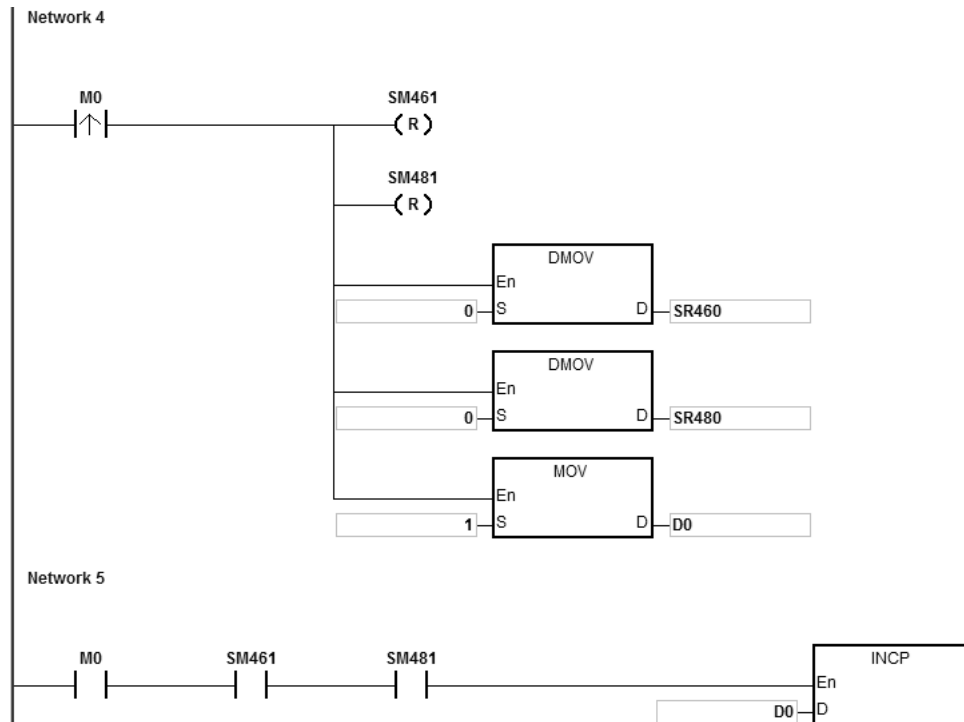 Network 4
M0
SM461
R
SM481
R
DMOV
En
0
S
D
SR460
DMOV
En
0
S
D
SR480
MOV
En
1
S
D
D0
Network 5
M0
SM461
SM481
INCP
En
D0
D